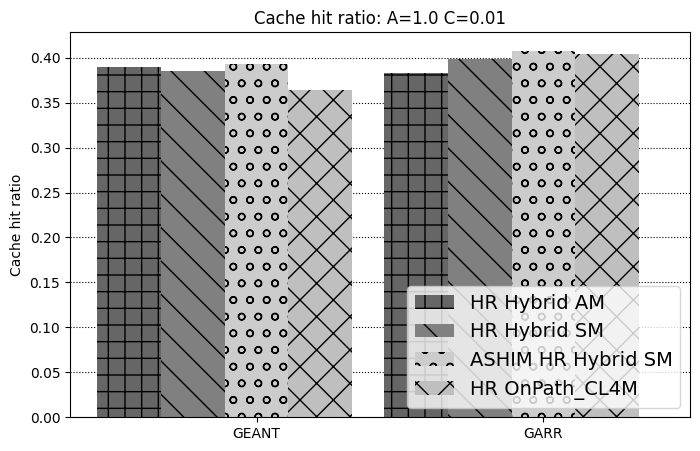 Cache hit ratio: A=1.0 C=0.01
Cache hit ratio
0.40
0.35
0.30
0.25
0.20
0.15
0.10
0.05
0.00
HR Hybrid AM
HR Hybrid SM
ASHIM HR Hybrid SM
HR OnPath_CL4M
GEANT
GARR